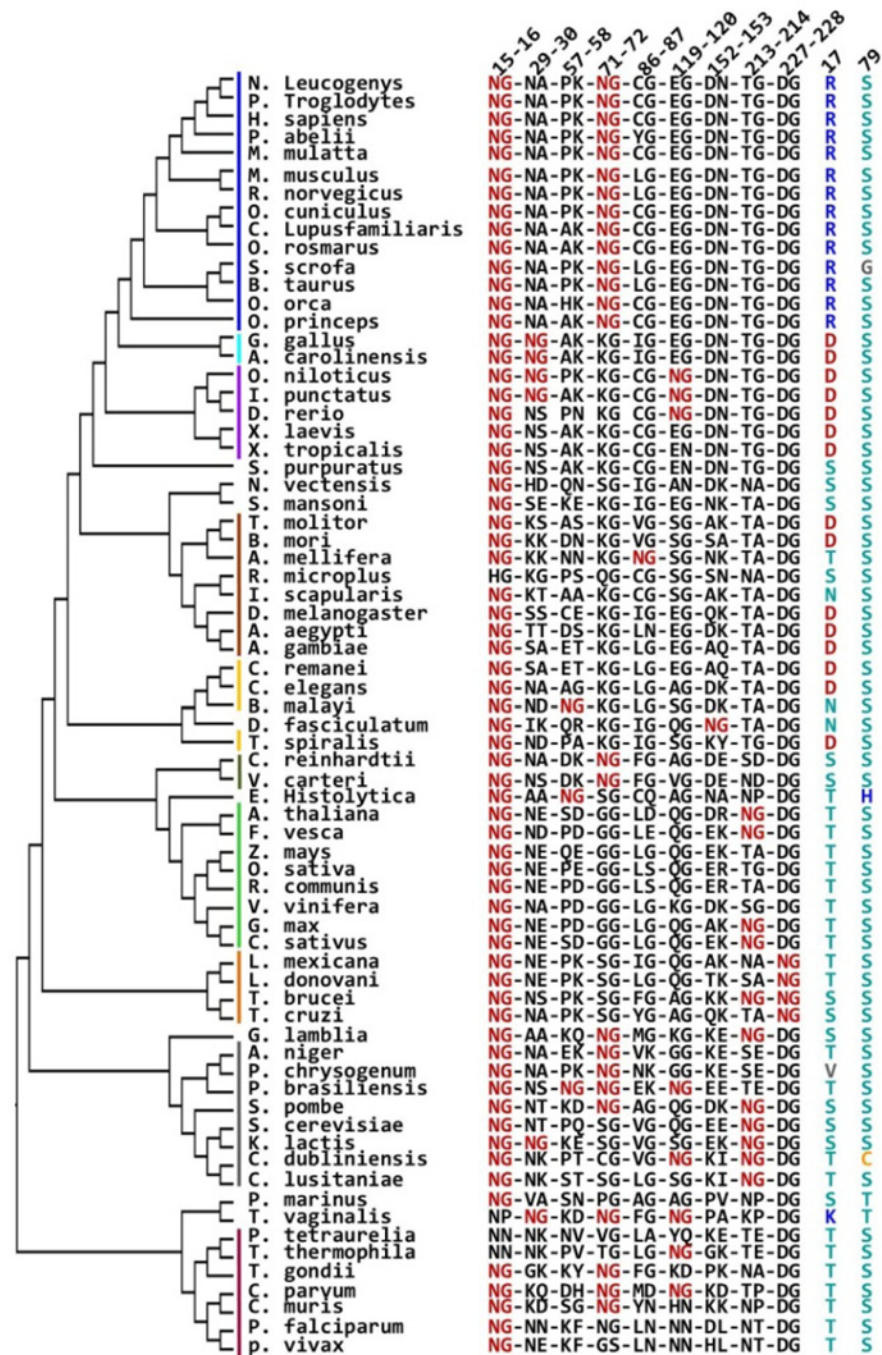 15-16 29-30 57-58 71-72 86-87 119-120 152-153 213-214 227-228 17 79
N. Leucogenys NG-NA-PK-NG-CG-EG-DN-TG-DG R S
P. Troglodytes NG-NA-PK-NG-CG-EG-DN-TG-DG R S
H. sapiens NG-NA-PK-NG-CG-EG-DN-TG-DG R S
P. abelii NG-NA-PK-NG-YG-EG-DN-TG-DG R S
M. mulatta NG-NA-PK-NG-CG-EG-DN-TG-DG R S
M. musculus NG-NA-PK-NG-LG-EG-DN-TG-DG R S
R. norvegicus NG-NA-PK-NG-LG-EG-DN-TG-DG R S
O. cuniculus NG-NA-PK-NG-CG-EG-DN-TG-DG R S
C. Lupusfamiliaris NG-NA-AK-NG-CG-EG-DN-TG-DG R S
O. rosmarus NG-NA-AK-NG-CG-EG-DN-TG-DG R S
S. scrofa NG-NA-PK-NG-LG-EG-DN-TG-DG R G
B. taurus NG-NA-PK-NG-LG-EG-DN-TG-DG R S
O. orca NG-NA-HK-NG-CG-EG-DN-TG-DG R S
O. princeps NG-NA-AK-NG-CG-EG-DN-TG-DG R S
G. gallus NG-NG-AK-KG-IG-EG-DN-TG-DG D S
A. carolinensis NG-NG-AK-KG-IG-EG-DN-TG-DG D S
O. niloticus NG-NG-PK-KG-CG-NG-DN-TG-DG D S
I. punctatus NG-NG-AK-KG-CG-NG-DN-TG-DG D S
D. rerio NG NS PN KG CG-NG-DN-TG-DG D S
X. laevis NG-NS-AK-KG-CG-EG-DN-TG-DG D S
X. tropicalis NG-NS-AK-KG-CG-EN-DN-TG-DG D S
S. purpuratus NG-NS-AK-KG-CG-EN-DN-TG-DG S S
N. vectensis NG-HD-QN-SG-IG-AN-DK-NA-DG S S
S. mansoni NG-SE-KE-KG-IG-EG-NK-TA-DG S S
T. molitor NG-KS-AS-KG-VG-SG-AK-TA-DG D S
B. mori NG-KK-DN-KG-VG-SG-SA-TA-DG D S
A. mellifera NG-KK-NN-KG-NG-SG-NK-TA-DG T S
R. microplus HG-KG-PS-QG-CG-SG-SN-NA-DG S S
I. scapularis NG-KT-AA-KG-CG-SG-AK-TA-DG N S
D. melanogaster NG-SS-CE-KG-IG-EG-QK-TA-DG D S
A. aegypti NG-TT-DS-KG-LN-EG-DK-TA-DG D S
A. gambiae NG-SA-ET-KG-LG-EG-AQ-TA-DG D S
C. remanei NG-SA-ET-KG-LG-EG-AQ-TA-DG D S
C. elegans NG-NA-AG-KG-LG-AG-DK-TA-DG D S
B. malayi NG-ND-NG-KG-LG-SG-DK-TA-DG N S
D. fasciculatum NG-IK-QR-KG-IG-QG-NG-TA-DG N S
T. spiralis NG-ND-PA-KG-IG-SG-KY-TG-DG D S
C. reinhardtii NG-NA-DK-NG-FG-AG-DE-SD-DG S S
V. carteri NG-NS-DK-NG-FG-VG-DE-ND-DG S S
E. Histolytica NG-AA-NG-SG-CQ-AG-NA-NP-DG T H
A. thaliana NG-NE-SD-GG-LD-QG-DR-NG-DG T S
F. vesca NG-ND-PD-GG-LE-QG-EK-NG-DG T S
Z. mays NG-NE-QE-GG-LG-QG-EK-TA-DG T S
O. sativa NG-NE-PE-GG-LS-QG-ER-TG-DG T S
R. communis NG-NE-PD-GG-LS-QG-ER-TA-DG T S
V. vinifera NG-NA-PD-GG-LG-KG-DK-SG-DG T S
G. max NG-NE-PD-GG-LG-QG-AK-NG-DG T S
C. sativus NG-NE-SD-GG-LG-QG-EK-NG-DG T S
L. mexicana NG-NE-PK-SG-IG-QG-AK-NA-NG T S
L. donovani NG-NE-PK-SG-LG-QG-TK-SA-NG T S
T. brucei NG-NS-PK-SG-FG-AG-KK-NG-NG S S
T. cruzi NG-NA-PK-SG-YG-AG-QK-TA-NG S S
G. lamblia NG-AA-KQ-NG-MG-KG-KE-NG-DG S S
A. niger NG-NA-EK-NG-VK-GG-KE-SE-DG T S
P. chrysogenum NG-NA-PK-NG-NK-GG-KE-SE-DG V S
P. brasiliensis NG-NS-NG-NG-EK-NG-EE-TE-DG T S
S. pombe NG-NT-KD-NG-AG-QG-DK-NG-DG S S
S. cerevisiae NG-NT-PQ-SG-VG-QG-EE-NG-DG S S
K. lactis NG-NG-KE-SG-VG-SG-EK-NG-DG S S
C. dubliniensis NG-NK-PT-CG-VG-NG-KI-NG-DG T C
C. lusitaniae NG-NK-ST-SG-LG-SG-KI-NG-DG T S
P. marinus NG-VA-SN-PG-AG-AG-PV-NP-DG S T
T. vaginalis NP-NG-KD-NG-FG-NG-PA-KP-DG K T
P. tetraurelia NN-NK-NV-VG-LA-YQ-KE-TE-DG T S
T. thermophila NN-NK-PV-TG-LG-NG-GK-TE-DG T S
T. gondii NG-GK-KY-NG-FG-KD-PK-NA-DG T S
C. parvum NG-KQ-DH-NG-MD-NG-KD-TP-DG T S
C. muris NG-KD-SG-NG-YN-HN-KK-NP-DG T S
P. falciparum NG-NN-KF-NG-LN-NN-DL-NT-DG T S
p. vivax NG-NE-KF-GS-LN-NN-HL-NT-DG T S